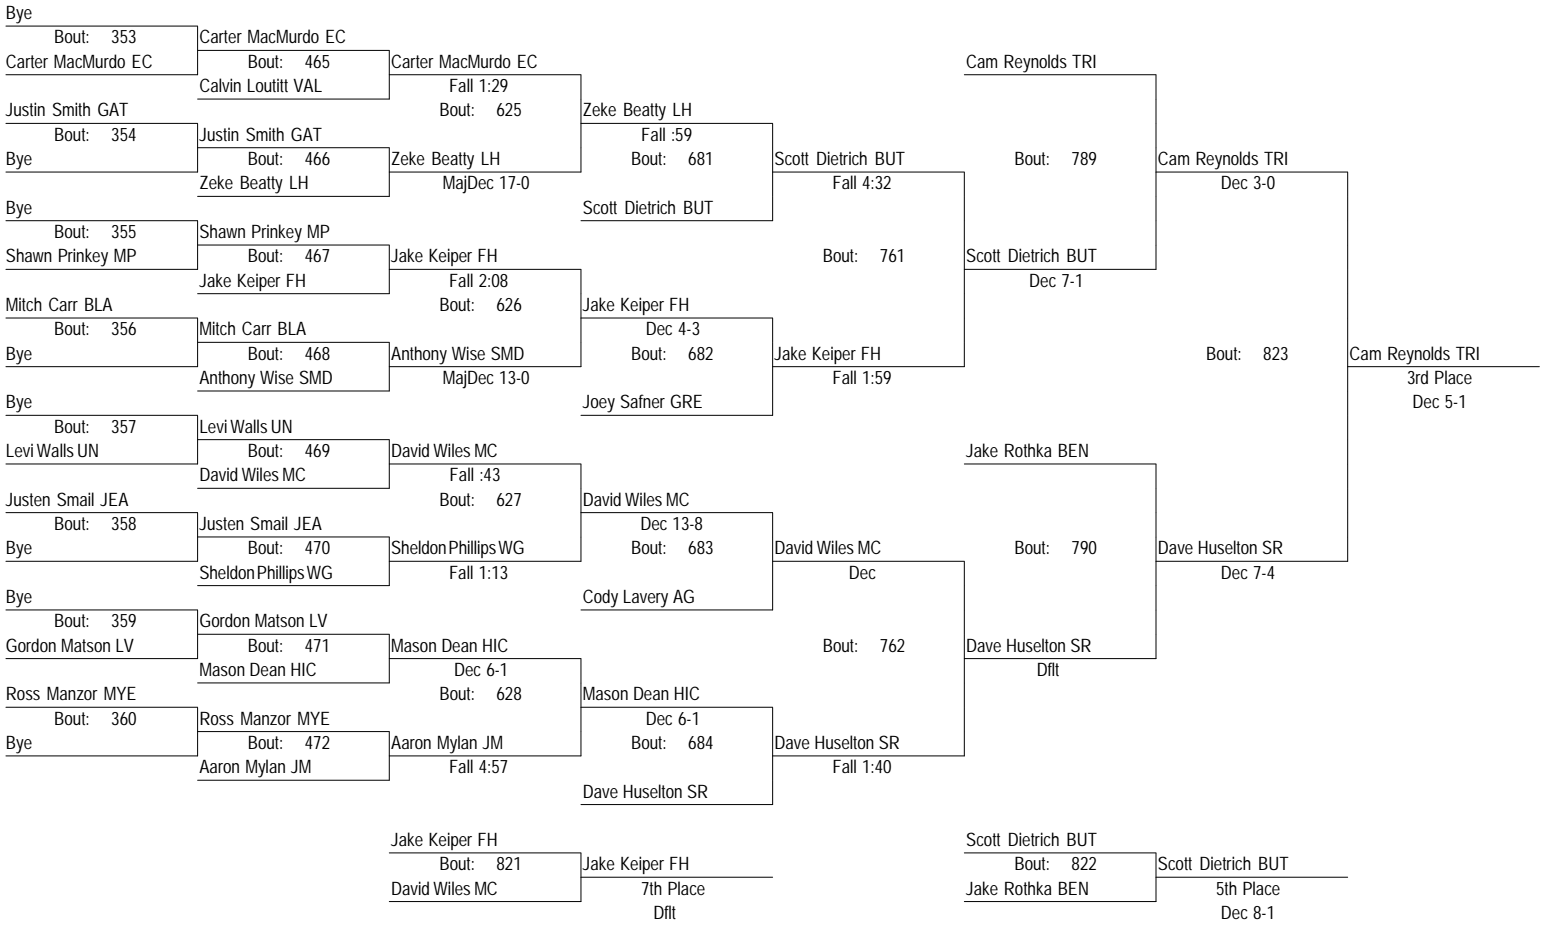 Bye
Bout: 353
Carter MacMurdo EC
Justin Smith GAT
Bout: 354
Bye
Bye
Bout: 355
Shawn Prinkey MP
Mitch Carr BLA
Bout: 356
Bye
Bye
Bout: 357
Levi Walls UN
Justen Smail JEA
Bout: 358
Bye
Bye
Bout: 359
Gordon Matson LV
Ross Manzor MYE
Bout: 360
Bye
Carter MacMurdo EC
Bout: 465
Calvin Loutitt VAL
Justin Smith GAT
Bout: 466
Zeke Beatty LH
Shawn Prinkey MP
Bout: 467
Jake Keiper FH
Mitch Carr BLA
Bout: 468
Anthony Wise SMD
Levi Walls UN
Bout: 469
David Wiles MC
Justen Smail JEA
Bout: 470
Sheldon Phillips WG
Gordon Matson LV
Bout: 471
Mason Dean HIC
Ross Manzor MYE
Bout: 472
Aaron Mylan JM
Carter MacMurdo EC
Fall 1:29
Bout: 625
Zeke Beatty LH
MajDec 17-0
Jake Keiper FH
Fall 2:08
Bout: 626
Anthony Wise SMD
MajDec 13-0
David Wiles MC
Fall :43
Bout: 627
Sheldon Phillips WG
Fall 1:13
Mason Dean HIC
Dec 6-1
Bout: 628
Aaron Mylan JM
Fall 4:57
Zeke Beatty LH
Fall :59
Bout: 681
Scott Dietrich BUT
Jake Keiper FH
Dec 4-3
Bout: 682
Joey Safner GRE
David Wiles MC
Dec 13-8
Bout: 683
Cody Lavery AG
Mason Dean HIC
Dec 6-1
Bout: 684
Dave Huselton SR
Scott Dietrich BUT
Fall 4:32
Bout: 761
Jake Keiper FH
Fall 1:59
David Wiles MC
Dec
Bout: 762
Dave Huselton SR
Fall 1:40
Cam Reynolds TRI
Bout: 789
Scott Dietrich BUT
Dec 7-1
Jake Rothka BEN
Bout: 790
Dave Huselton SR
Dflt
Cam Reynolds TRI
Dec 3-0
Bout: 823
Dave Huselton SR
Dec 7-4
Cam Reynolds TRI
3rd Place
Dec 5-1
Jake Keiper FH
Bout: 821
David Wiles MC
Jake Keiper FH
7th Place
Dflt
Scott Dietrich BUT
Bout: 822
Jake Rothka BEN
Scott Dietrich BUT
5th Place
Dec 8-1